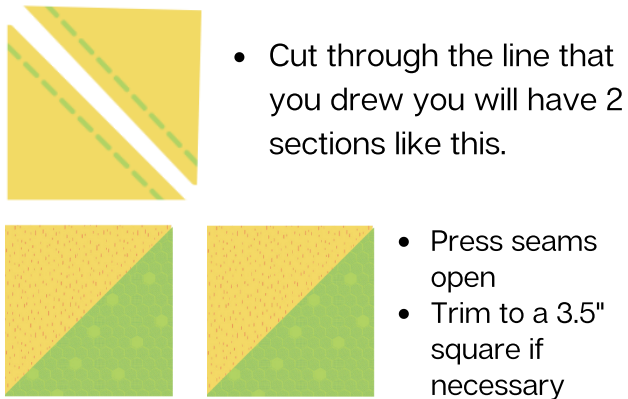 • Cut through the line that
you drew you will have 2
sections like this.
• Press seams
open
• Trim to a 3.5"
square if
necessary